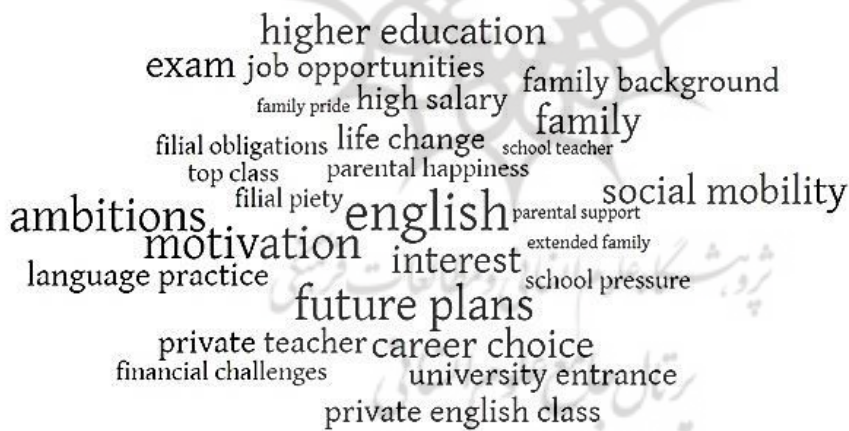 higher education
exam job opportunities
family background
family pride high salary
family
filial obligations life change school teacher
top class parental happiness
filial piety english parental support social mobility
ambitions
motivation interest extended family
language practice school pressure
future plans
private teacher career choice
financial challenges university entrance
private english class